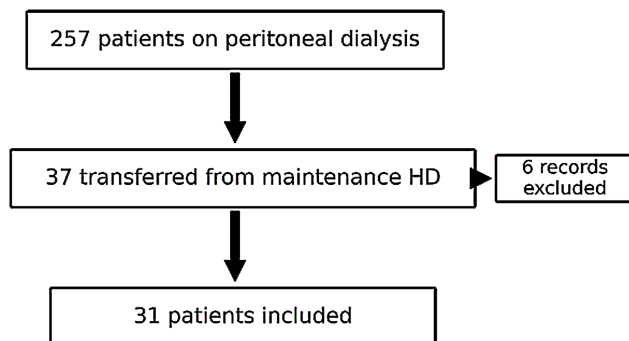 257 patients on peritoneal dialysis
37 transferred from maintenance HD
6 records
excluded
31 patients included